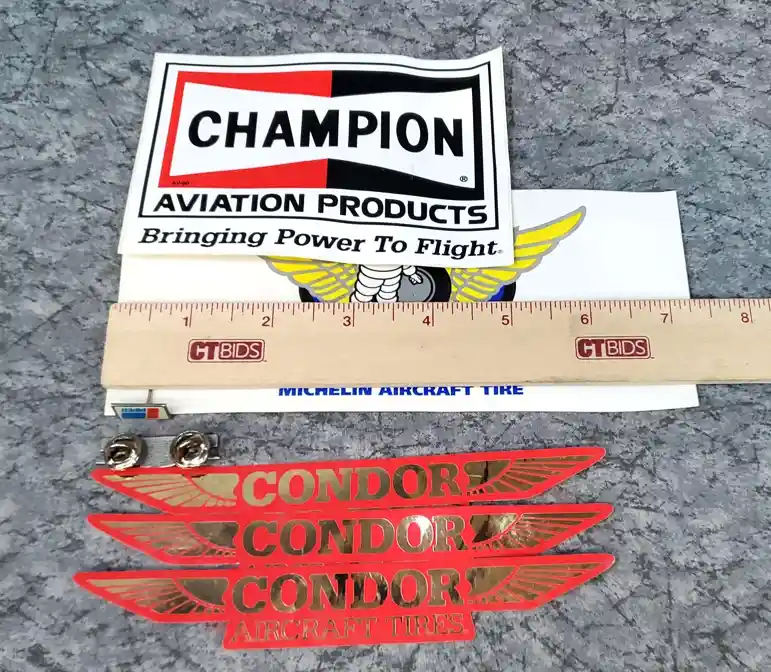 CHAMPION
®
AVIATION PRODUCTS
Bringing Power To Flight
1 2 3 4 5 6 7 8
CTBIDS CTBIDS
MICHELIN AIRCRAFT TIRE
CONDOR
CONDOR
CONDOR
AIRCRAFT TIRES